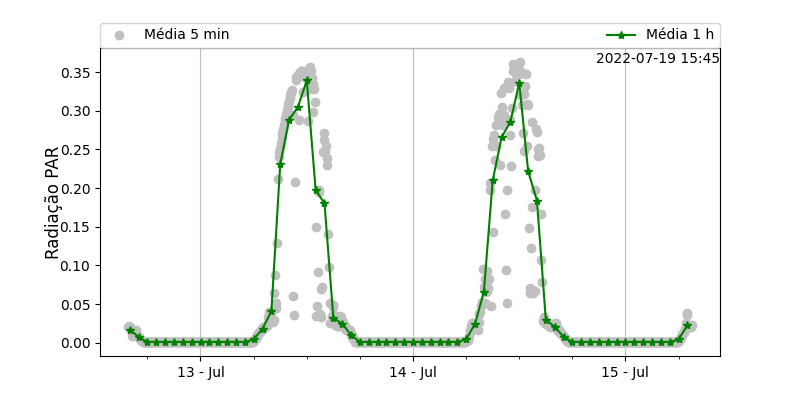 Média 5 min
Média 1 h
2022-07-19 15:45
Radiação PAR
0.35
0.30
0.25
0.20
0.15
0.10
0.05
0.00
13 - Jul
14 - Jul
15 - Jul